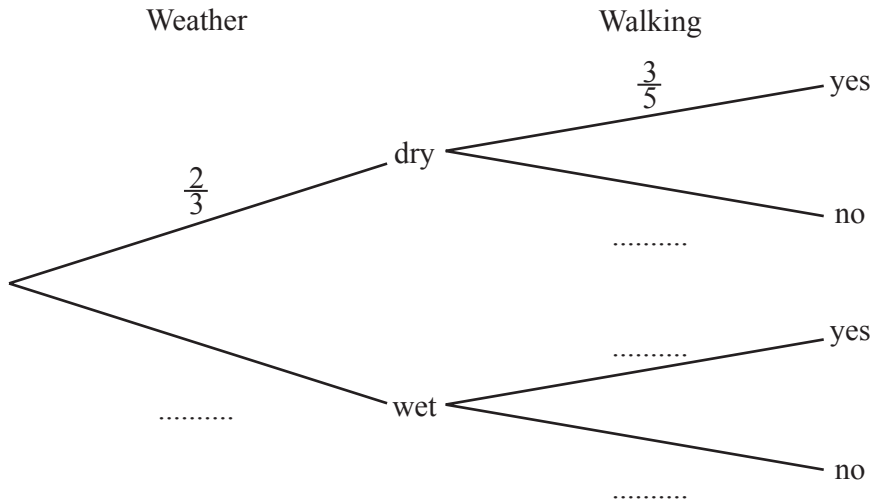 Weather Walking
3/5
yes
dry
2/3
no
..........
yes
..........
wet
..........
no
..........